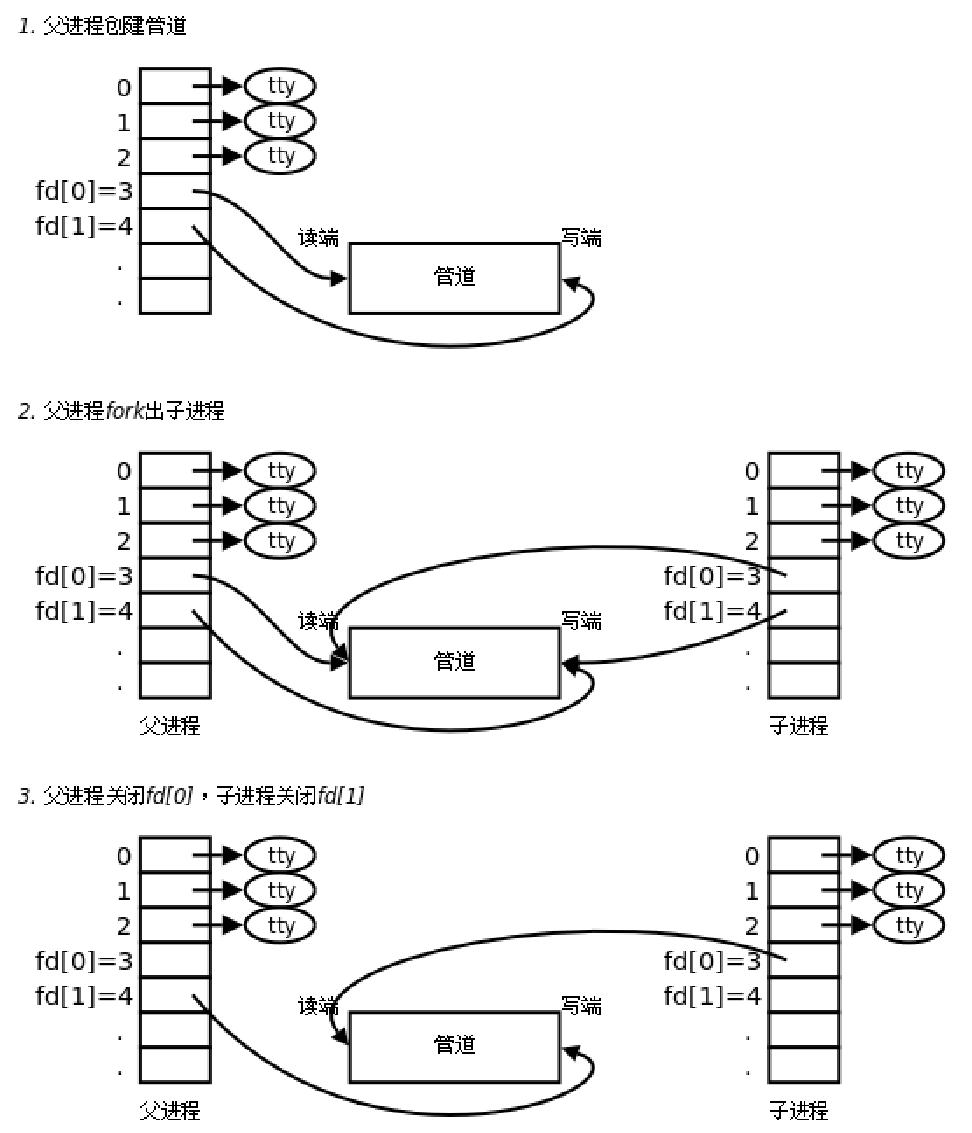 1. 父进程创建管道
0 tty
1 tty
2 tty
fd[0]=3
fd[1]=4
读端 写端
.
管道
.
2. 父进程fork出子进程
0 tty 0 tty
1 tty 1 tty
2 tty 2 tty
fd[0]=3 fd[0]=3
fd[1]=4 读端 写端 fd[1]=4
. 管道 .
. .
父进程 子进程
3. 父进程关闭fd[0]，子进程关闭fd[1]
0 tty 0 tty
1 tty 1 tty
2 tty 2 tty
fd[0]=3 fd[0]=3
fd[1]=4 读端 写端 fd[1]=4
. 管道 .
. .
父进程 子进程